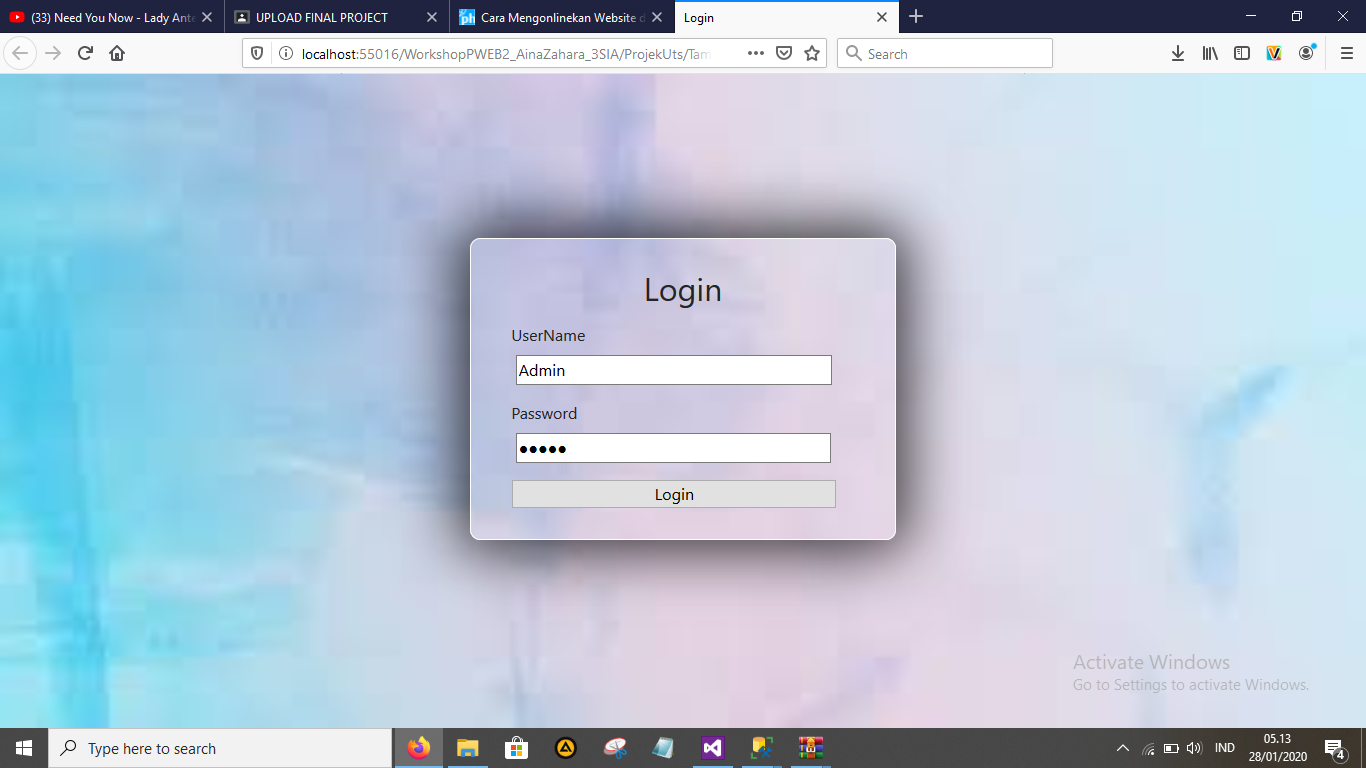 (33) Need You Now - Lady Ante
UPLOAD FINAL PROJECT
Cara Mengonlinekan Website d
Login
localhost:55016/WorkshopPWEB2_AinaZahara_3SIA/ProjekUts/Tam
Search
Login
UserName
Admin
Password
●●●●●
Login
Activate Windows
Go to Settings to activate Windows.
Type here to search
IND
05.13
28/01/2020
4